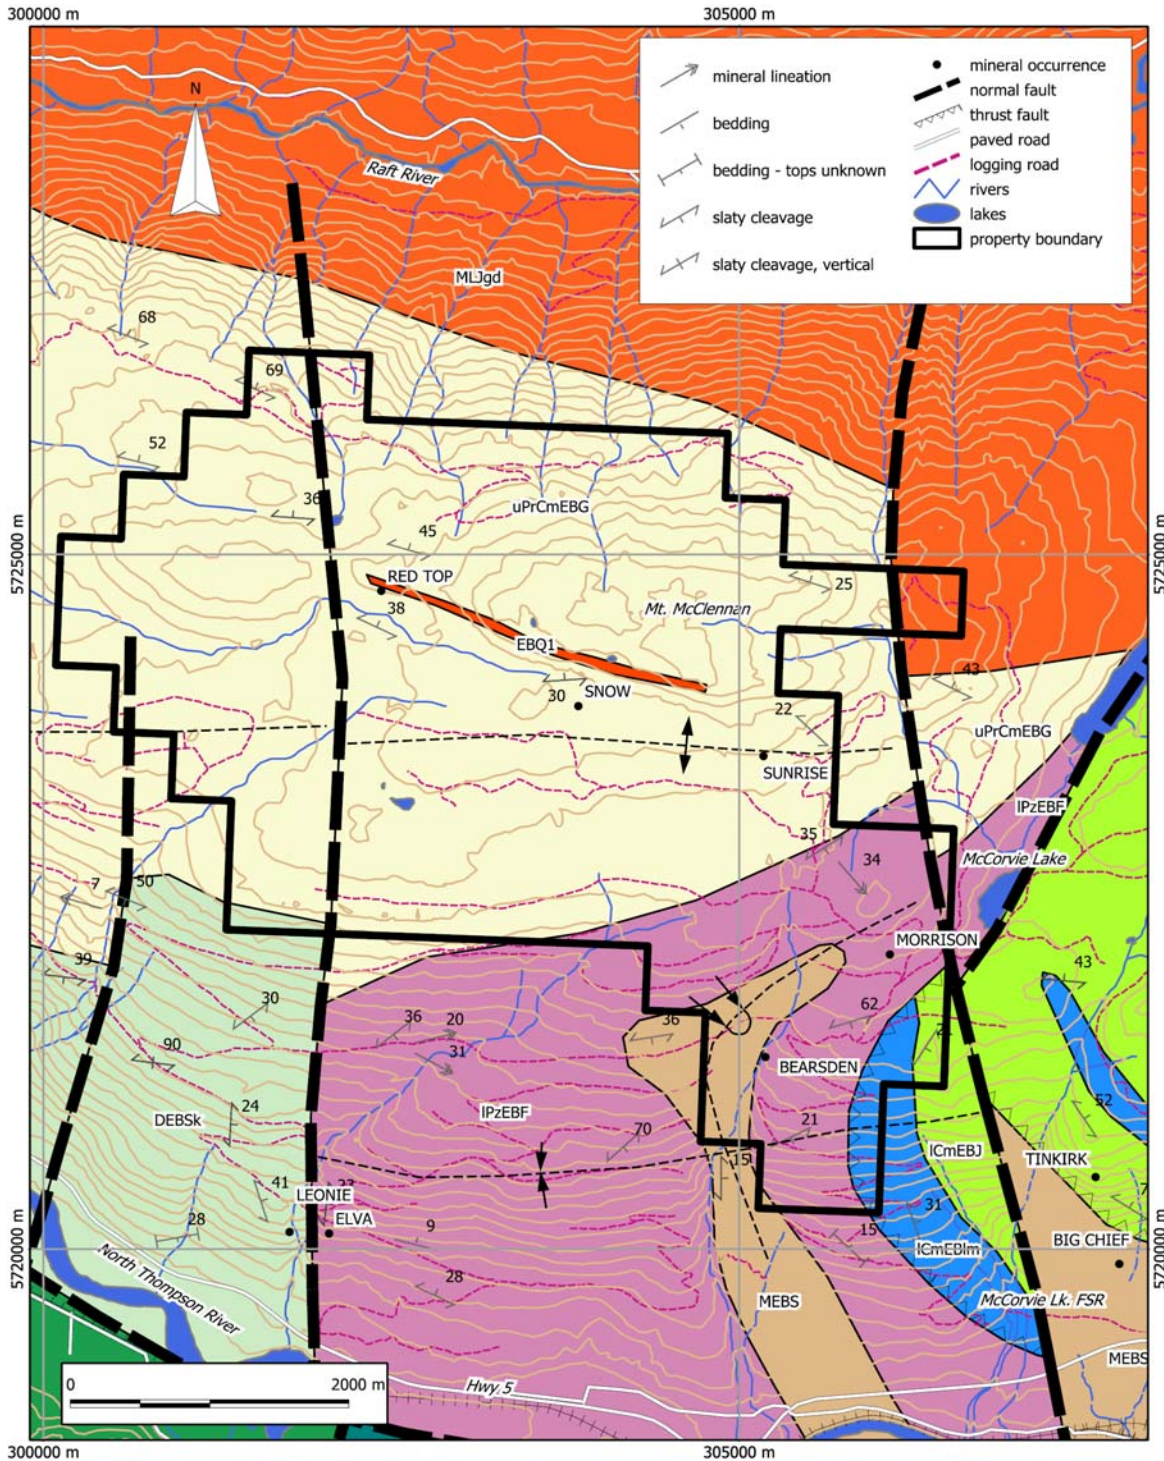 300000 m
305000 m
N
Raft River
mineral lineation
bedding
bedding - tops unknown
slaty cleavage
slaty cleavage, vertical
mineral occurrence
normal fault
thrust fault
paved road
logging road
rivers
lakes
property boundary
MLJgd
68
69
52
36
uPrCmEBG
45
5725000 m
5725000 m
RED TOP
25
38
Mt. McClennan
EBQ1
43
30
SNOW
22
uPrCmEBG
SUNRISE
lPzEBF
35
34
McCorvie Lake
7
50
MORRISON
39
43
30
62
36
20
36
90
31
BEARSDEN
24
52
DEBSk
lPzEBF
21
70
lCmEBJ
15
TINKIRK
41
LEONIE
31
ELVA
28
9
15
BIG CHIEF
5720000 m
5720000 m
lCmEBlm
North Thompson River
28
MEBS
McCorvie Lk. FSR
MEBS
0
2000 m
Hwy 5
300000 m
305000 m